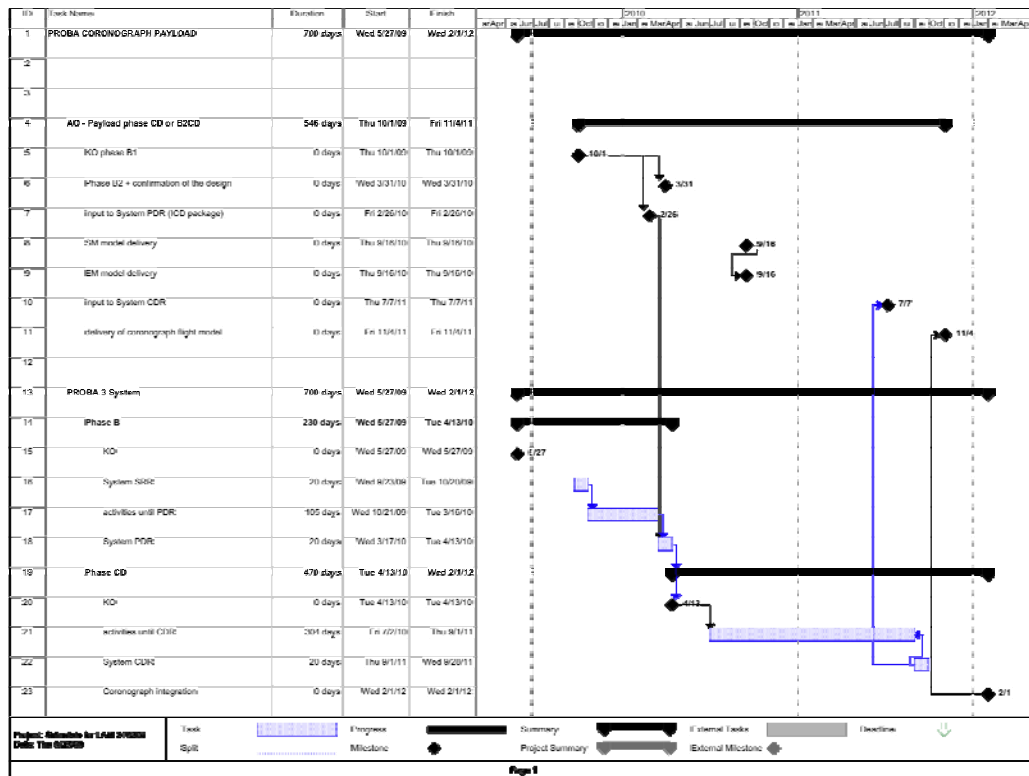 ID Task Name Duration Start Finish
2010 2011 2012
1 PROBA CORONOGRAPH PAYLOAD 700 days Wed 5/27/09 Wed 2/1/12
2
3
4 AO - Payload phase CD or B2CD 546 days Thu 10/1/09 Fri 11/4/11
5 KO phase B1 0 days Thu 10/1/09 Thu 10/1/09 10/1
6 Phase B2 + confirmation of the design 0 days Wed 3/31/10 Wed 3/31/10 3/31
7 input to System PDR (ICD package) 0 days Fri 2/26/10 Fri 2/26/10 2/26
8 SM model delivery 0 days Thu 9/16/10 Thu 9/16/10 9/16
9 EM model delivery 0 days Thu 9/16/10 Thu 9/16/10 9/16
10 input to System CDR 0 days Thu 7/7/11 Thu 7/7/11 7/7
11 delivery of coronograph flight model 0 days Fri 11/4/11 Fri 11/4/11 11/4
12
13 PROBA 3 System 700 days Wed 5/27/09 Wed 2/1/12
14 Phase B 230 days Wed 5/27/09 Tue 4/13/10
15 KO 0 days Wed 5/27/09 Wed 5/27/09 5/27
16 System SRR 20 days Wed 9/23/09 Tue 10/20/09
17 activities until PDR 105 days Wed 10/21/09 Tue 3/16/10
18 System PDR 20 days Wed 3/17/10 Tue 4/13/10
19 Phase CD 470 days Tue 4/13/10 Wed 2/1/12
20 KO 0 days Tue 4/13/10 Tue 4/13/10 4/13
21 activities until CDR 304 days Fri 7/2/10 Thu 9/1/11
22 System CDR 20 days Thu 9/1/11 Wed 9/28/11
23 Coronograph integration 0 days Wed 2/1/12 Wed 2/1/12 2/1
Project: Schedule for LAM
Date: Thu
Task Progress Summary External Tasks Deadline
Split Milestone Project Summary External Milestone
Page 1